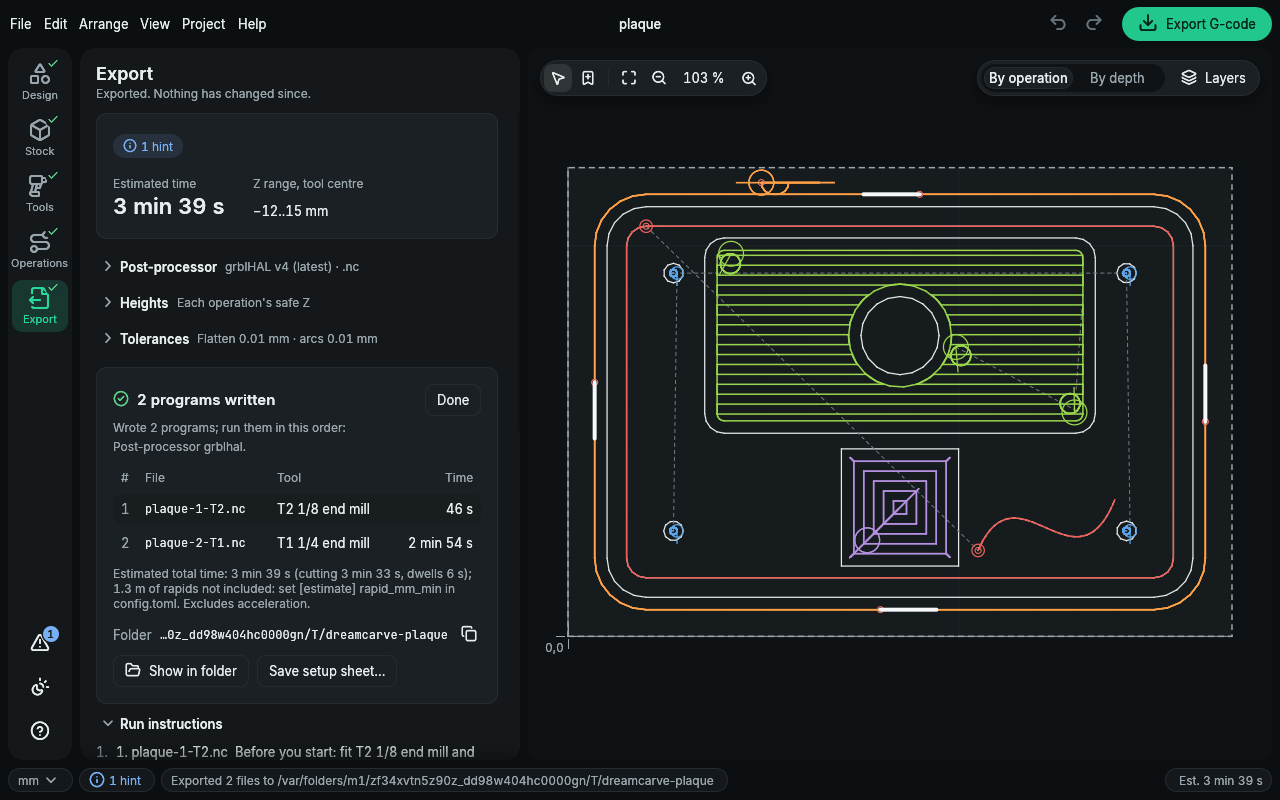 File Edit Arrange View Project Help
plaque
Export G-code
Design
Stock
Tools
Operations
Export
1
Export
Exported. Nothing has changed since.
1 hint
Estimated time
3 min 39 s
Z range, tool centre
−12..15 mm
Post-processor grblHAL v4 (latest) · .nc
Heights Each operation's safe Z
Tolerances Flatten 0.01 mm · arcs 0.01 mm
2 programs written
Done
Wrote 2 programs; run them in this order:
Post-processor grblhal.
# File Tool Time
1 plaque-1-T2.nc T2 1/8 end mill 46 s
2 plaque-2-T1.nc T1 1/4 end mill 2 min 54 s
Estimated total time: 3 min 39 s (cutting 3 min 33 s, dwells 6 s);
1.3 m of rapids not included: set [estimate] rapid_mm_min in
config.toml. Excludes acceleration.
Folder …0z_dd98w404hc0000gn/T/dreamcarve-plaque
Show in folder
Save setup sheet...
Run instructions
1. 1. plaque-1-T2.nc Before you start: fit T2 1/8 end mill and
103 %
By operation
By depth
Layers
0,0
mm
1 hint
Exported 2 files to /var/folders/m1/zf34xvtn5z90z_dd98w404hc0000gn/T/dreamcarve-plaque
Est. 3 min 39 s